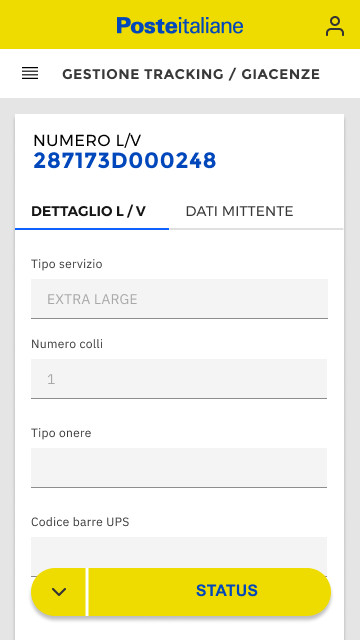 Posteitaliane
GESTIONE TRACKING / GIACENZE
NUMERO L/V
287173D000248
DETTAGLIO L / V
DATI MITTENTE
Tipo servizio
EXTRA LARGE
Numero colli
1
Tipo onere
Codice barre UPS
STATUS